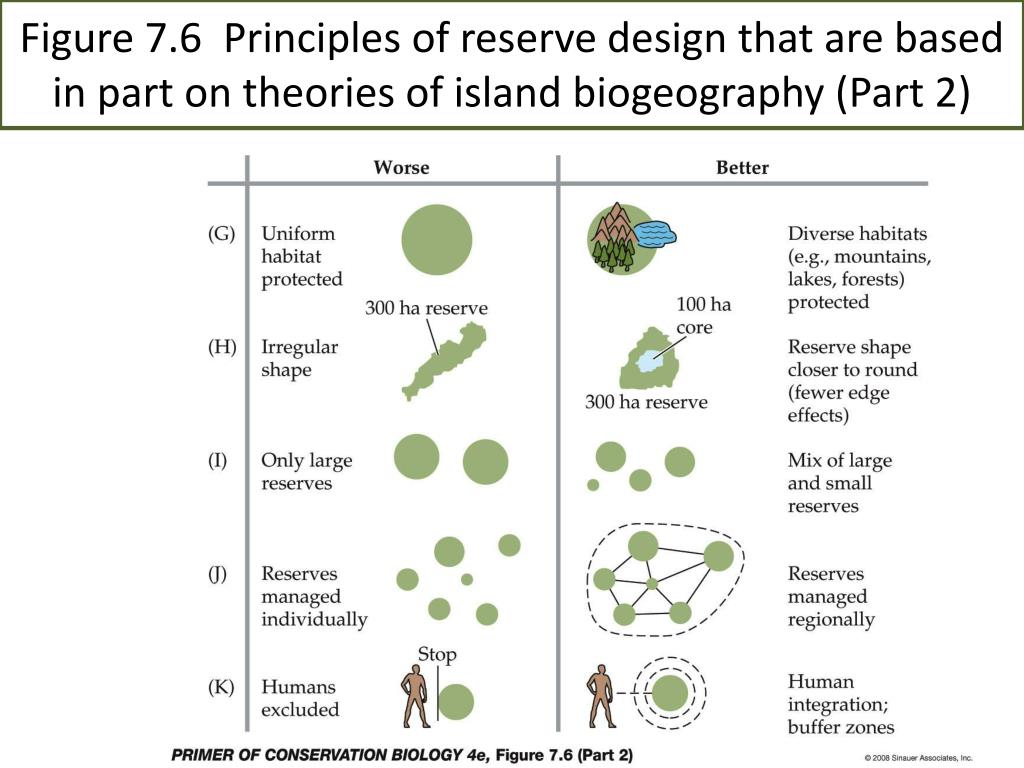 Figure 7.6  Principles of reserve design that are based
in part on theories of island biogeography (Part 2)
Worse
Better
(G)
Uniform
habitat
protected
Diverse habitats
(e.g., mountains,
lakes, forests)
protected
(H)
Irregular
shape
300 ha reserve
100 ha
core
300 ha reserve
Reserve shape
closer to round
(fewer edge
effects)
(I)
Only large
reserves
Mix of large
and small
reserves
(J)
Reserves
managed
individually
Reserves
managed
regionally
(K)
Humans
excluded
Stop
Human
integration;
buffer zones
PRIMER OF CONSERVATION BIOLOGY 4e, Figure 7.6 (Part 2)
© 2008 Sinauer Associates, Inc.